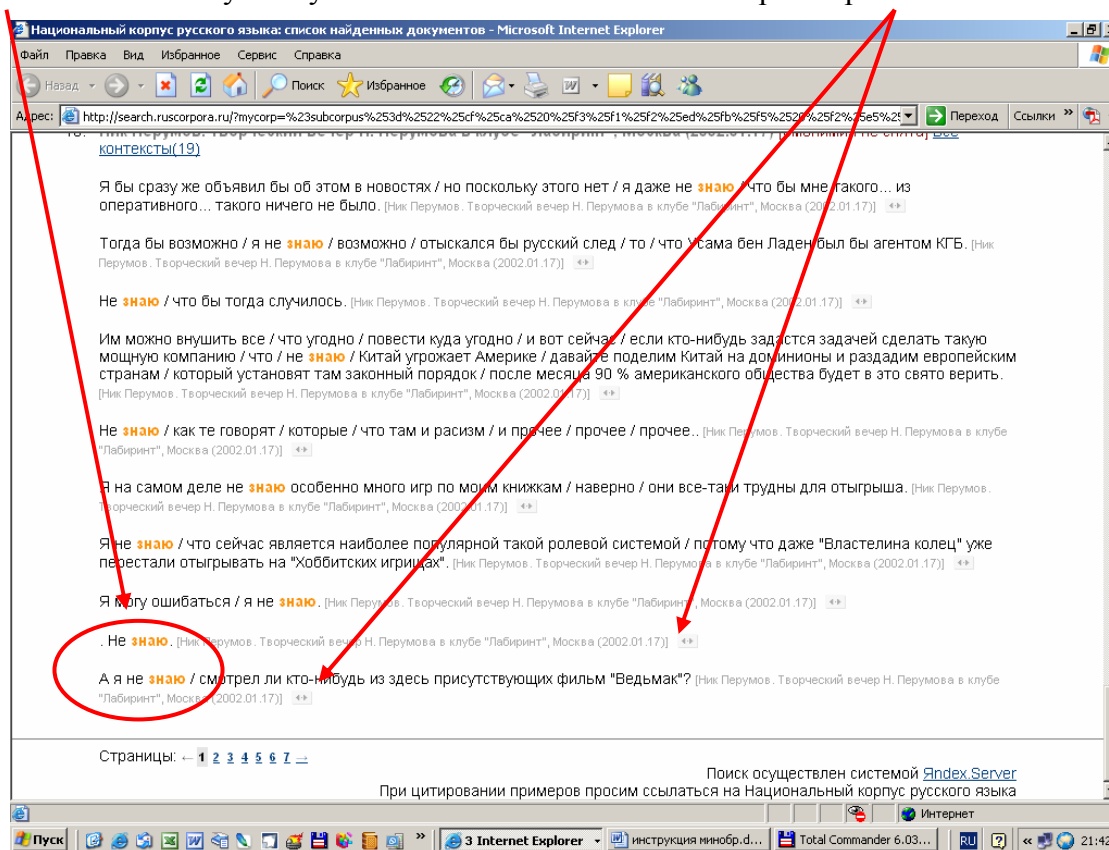 Национальный корпус русского языка: список найденных документов - Microsoft Internet Explorer
Файл Правка Вид Избранное Сервис Справка
Назад Поиск Избранное
Адрес: http://search.ruscorpora.ru/?mycorp=%23subcorpus%253d%2522%25cf%25ca%2520%25f3%25f1%25f2%25ed%25fb%25f5%2520%25f2%25e5%25 Переход Ссылки »
контексты(19)
Я бы сразу же объявил бы об этом в новостях / но поскольку этого нет / я даже не знаю / что бы мне такого... из
оперативного... такого ничего не было. [Ник Перумов. Творческий вечер Н. Перумова в клубе "Лабиринт", Москва (2002.01.17)]
Тогда бы возможно / я не знаю / возможно / отыскался бы русский след / то / что Усама бен Ладен был бы агентом КГБ. [Ник
Перумов. Творческий вечер Н. Перумова в клубе "Лабиринт", Москва (2002.01.17)]
Не знаю / что бы тогда случилось. [Ник Перумов. Творческий вечер Н. Перумова в клубе "Лабиринт", Москва (2002.01.17)]
Им можно внушить все / что угодно / повести куда угодно / и вот сейчас / если кто-нибудь задастся задачей сделать такую
мощную компанию / что / не знаю / Китай угрожает Америке / давайте поделим Китай на доминионы и раздадим европейским
странам / который установят там законный порядок / после месяца 90 % американского общества будет в это свято верить.
[Ник Перумов. Творческий вечер Н. Перумова в клубе "Лабиринт", Москва (2002.01.17)]
Не знаю / как те говорят / которые / что там и расизм / и прочее / прочее / прочее.. [Ник Перумов. Творческий вечер Н. Перумова в клубе
"Лабиринт", Москва (2002.01.17)]
Я на самом деле не знаю особенно много игр по моим книжкам / наверно / они все-таки трудны для отыгрыша. [Ник Перумов.
Творческий вечер Н. Перумова в клубе "Лабиринт", Москва (2002.01.17)]
Я не знаю / что сейчас является наиболее популярной такой ролевой системой / потому что даже "Властелина колец" уже
перестали отыгрывать на "Хоббитских игрищах". [Ник Перумов. Творческий вечер Н. Перумова в клубе "Лабиринт", Москва (2002.01.17)]
Я могу ошибаться / я не знаю. [Ник Перумов. Творческий вечер Н. Перумова в клубе "Лабиринт", Москва (2002.01.17)]
. Не знаю. [Ник Перумов. Творческий вечер Н. Перумова в клубе "Лабиринт", Москва (2002.01.17)]
А я не знаю / смотрел ли кто-нибудь из здесь присутствующих фильм "Ведьмак"? [Ник Перумов. Творческий вечер Н. Перумова в клубе
"Лабиринт", Москва (2002.01.17)]
Страницы: ← 1 2 3 4 5 6 7 →
Поиск осуществлен системой Яndex.Server
При цитировании примеров просим ссылаться на Национальный корпус русского языка
Интернет
Пуск » 3 Internet Explorer инструкция минобр.d... Total Commander 6.03... RU « 21:42